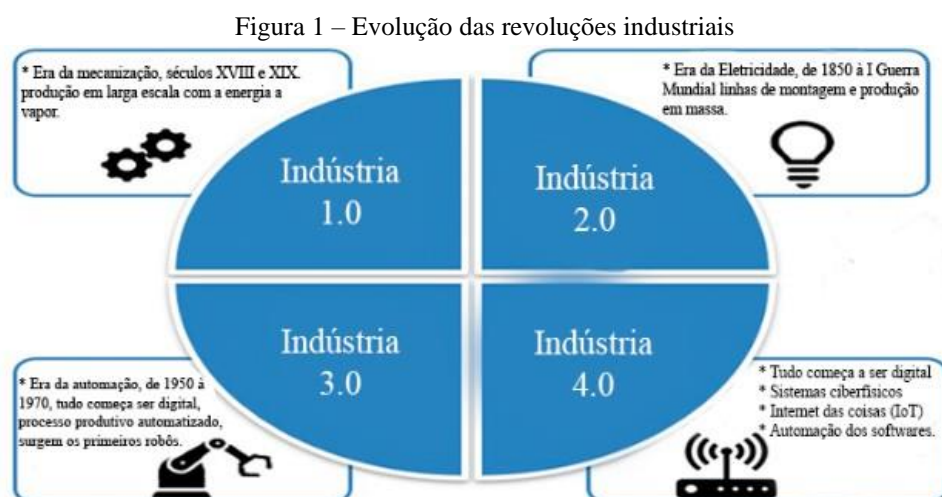 Figura 1 – Evolução das revoluções industriais
* Era da mecanização, séculos XVIII e XIX.
produção em larga escala com a energia a
vapor.
* Era da Eletricidade, de 1850 à I Guerra
Mundial linhas de montagem e produção
em massa.
Indústria
1.0
Indústria
2.0
Indústria
3.0
Indústria
4.0
* Era da automação, de 1950 à
1970, tudo começa ser digital,
processo produtivo automatizado,
surgem os primeiros robôs.
* Tudo começa a ser digital
* Sistemas ciberfísicos
* Internet das coisas (IoT)
* Automação dos softwares.